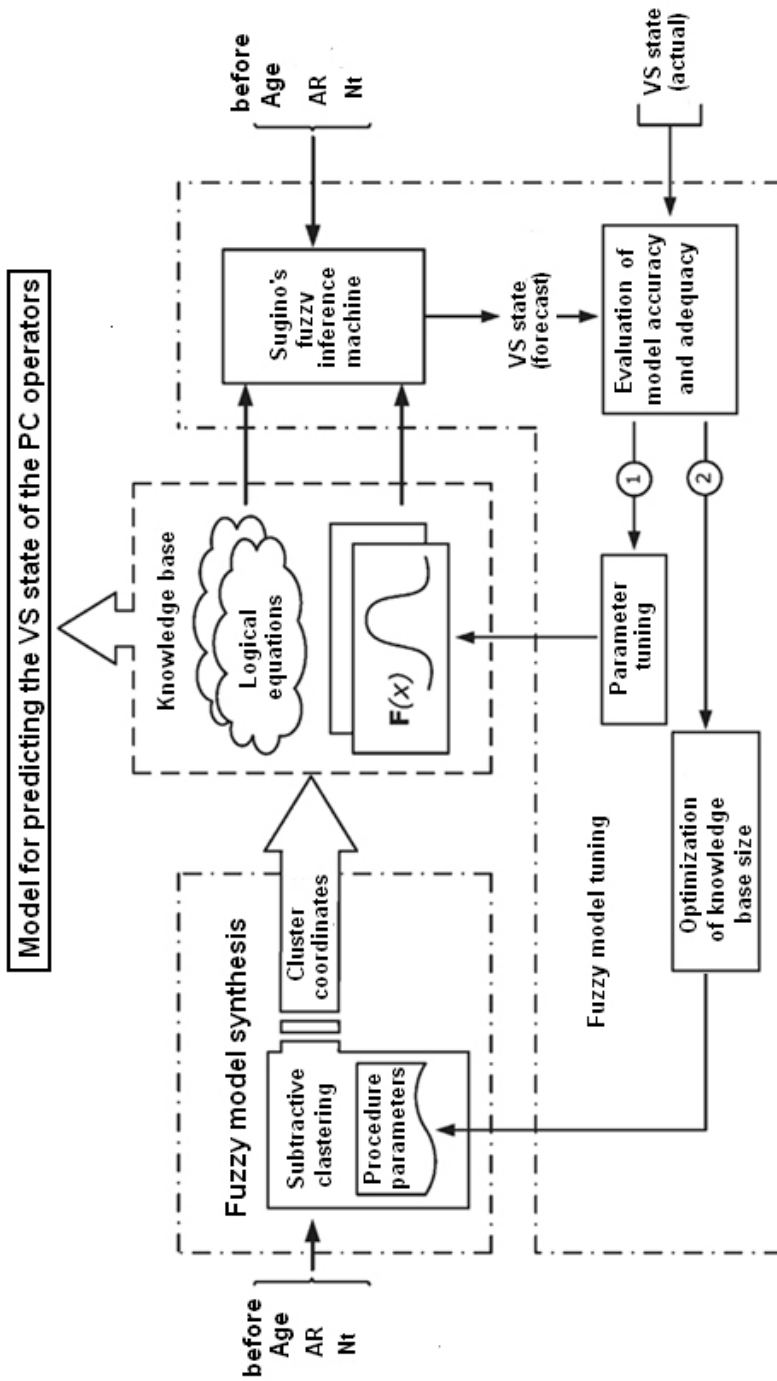 Model for predicting the VS state of the PC operators
before
Age
AR
Nt
Fuzzy model synthesis
Subtractive
clastering
Procedure
parameters
Cluster
coordinates
Knowledge base
Logical
equations
F(x)
before
Age
AR
Nt
Sugino's
fuzzy
inference
machine
VS state
(forecast)
VS state
(actual)
Evaluation of
model accuracy
and adequacy
1
2
Parameter
tuning
Optimization
of knowledge
base size
Fuzzy model tuning